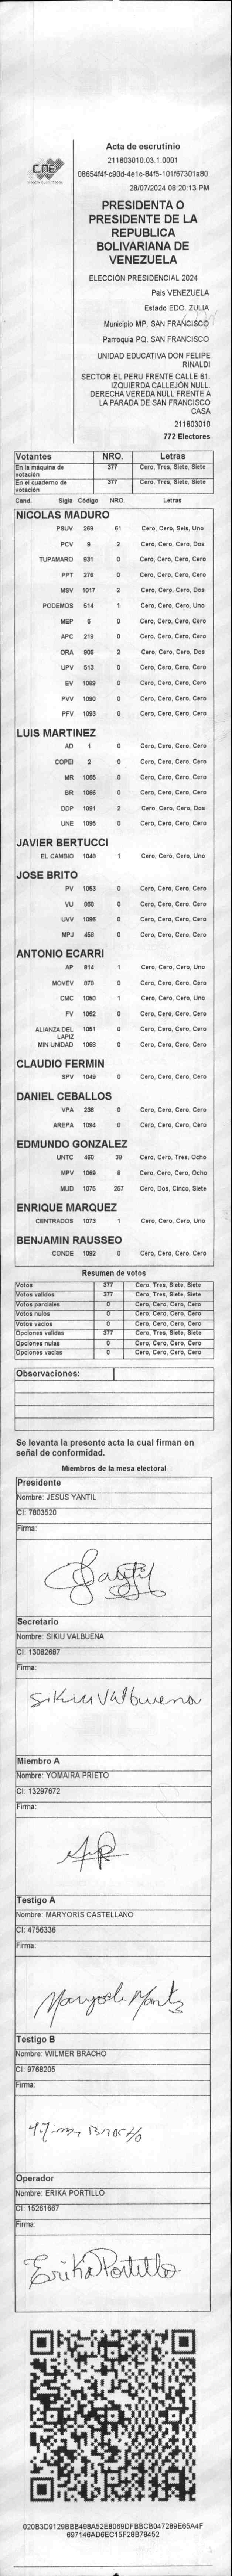 CNE
Acta de escrutinio
211803010.03.1.0001
08654f4f-c90d-4e1c-84f5-101f67301a80
28/07/2024 08:20:13 PM
PRESIDENTA O
PRESIDENTE DE LA
REPUBLICA
BOLIVARIANA DE
VENEZUELA
ELECCIÓN PRESIDENCIAL 2024
País VENEZUELA
Estado EDO. ZULIA
Municipio MP. SAN FRANCISCO
Parroquia PQ. SAN FRANCISCO
UNIDAD EDUCATIVA DON FELIPE
RINALDI
SECTOR EL PERU FRENTE CALLE 61.
IZQUIERDA CALLEJÓN NULL.
DERECHA VEREDA NULL FRENTE A
LA PARADA DE SAN FRANCISCO
CASA
211803010
772 Electores
Votantes NRO. Letras
En la máquina de votación 377 Cero, Tres, Siete, Siete
En el cuaderno de votación 377 Cero, Tres, Siete, Siete
Cand. Sigla Código NRO. Letras
NICOLAS MADURO
PSUV 269 61 Cero, Cero, Seis, Uno
PCV 9 2 Cero, Cero, Cero, Dos
TUPAMARO 931 0 Cero, Cero, Cero, Cero
PPT 276 0 Cero, Cero, Cero, Cero
MSV 1017 2 Cero, Cero, Cero, Dos
PODEMOS 514 1 Cero, Cero, Cero, Uno
MEP 6 0 Cero, Cero, Cero, Cero
APC 219 0 Cero, Cero, Cero, Cero
ORA 906 2 Cero, Cero, Cero, Dos
UPV 513 0 Cero, Cero, Cero, Cero
EV 1089 0 Cero, Cero, Cero, Cero
PVV 1090 0 Cero, Cero, Cero, Cero
PFV 1093 0 Cero, Cero, Cero, Cero
LUIS MARTINEZ
AD 1 0 Cero, Cero, Cero, Cero
COPEI 2 0 Cero, Cero, Cero, Cero
MR 1065 0 Cero, Cero, Cero, Cero
BR 1066 0 Cero, Cero, Cero, Cero
DDP 1091 2 Cero, Cero, Cero, Dos
UNE 1095 0 Cero, Cero, Cero, Cero
JAVIER BERTUCCI
EL CAMBIO 1048 1 Cero, Cero, Cero, Uno
JOSE BRITO
PV 1053 0 Cero, Cero, Cero, Cero
VU 968 0 Cero, Cero, Cero, Cero
UVV 1096 0 Cero, Cero, Cero, Cero
MPJ 458 0 Cero, Cero, Cero, Cero
ANTONIO ECARRI
AP 814 1 Cero, Cero, Cero, Uno
MOVEV 978 0 Cero, Cero, Cero, Cero
CMC 1050 1 Cero, Cero, Cero, Uno
FV 1052 0 Cero, Cero, Cero, Cero
ALIANZA DEL LAPIZ 1051 0 Cero, Cero, Cero, Cero
MIN UNIDAD 1068 0 Cero, Cero, Cero, Cero
CLAUDIO FERMIN
SPV 1049 0 Cero, Cero, Cero, Cero
DANIEL CEBALLOS
VPA 236 0 Cero, Cero, Cero, Cero
AREPA 1094 0 Cero, Cero, Cero, Cero
EDMUNDO GONZALEZ
UNTC 460 38 Cero, Cero, Tres, Ocho
MPV 1069 8 Cero, Cero, Cero, Ocho
MUD 1075 257 Cero, Dos, Cinco, Siete
ENRIQUE MARQUEZ
CENTRADOS 1073 1 Cero, Cero, Cero, Uno
BENJAMIN RAUSSEO
CONDE 1092 0 Cero, Cero, Cero, Cero
Resumen de votos
Votos 377 Cero, Tres, Siete, Siete
Votos validos 377 Cero, Tres, Siete, Siete
Votos parciales 0 Cero, Cero, Cero, Cero
Votos nulos 0 Cero, Cero, Cero, Cero
Votos vacios 0 Cero, Cero, Cero, Cero
Opciones validas 377 Cero, Tres, Siete, Siete
Opciones nulas 0 Cero, Cero, Cero, Cero
Opciones vacias 0 Cero, Cero, Cero, Cero
Observaciones:
Se levanta la presente acta la cual firman en
señal de conformidad.
Miembros de la mesa electoral
Presidente
Nombre: JESUS YANTIL
CI: 7803520
Firma:
Secretario
Nombre: SIKIU VALBUENA
CI: 13082687
Firma:
Sikiu Valbuena
Miembro A
Nombre: YOMAIRA PRIETO
CI: 13297672
Firma:
Testigo A
Nombre: MARYORIS CASTELLANO
CI: 4756336
Firma:
Testigo B
Nombre: WILMER BRACHO
CI: 9768205
Firma:
Operador
Nombre: ERIKA PORTILLO
CI: 15261667
Firma:
Erika Portillo
020B3D9129BBB498A52E8069DFBBCB047289E65A4F
697146AD6EC15F28B78452